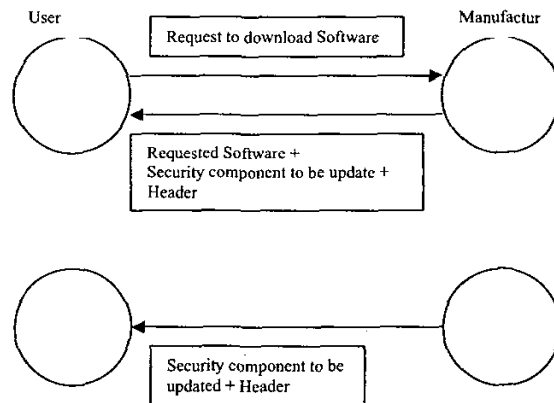 User
Manufactur
Request to download Software
Requested Software +
Security component to be update +
Header
Security component to be
updated + Header